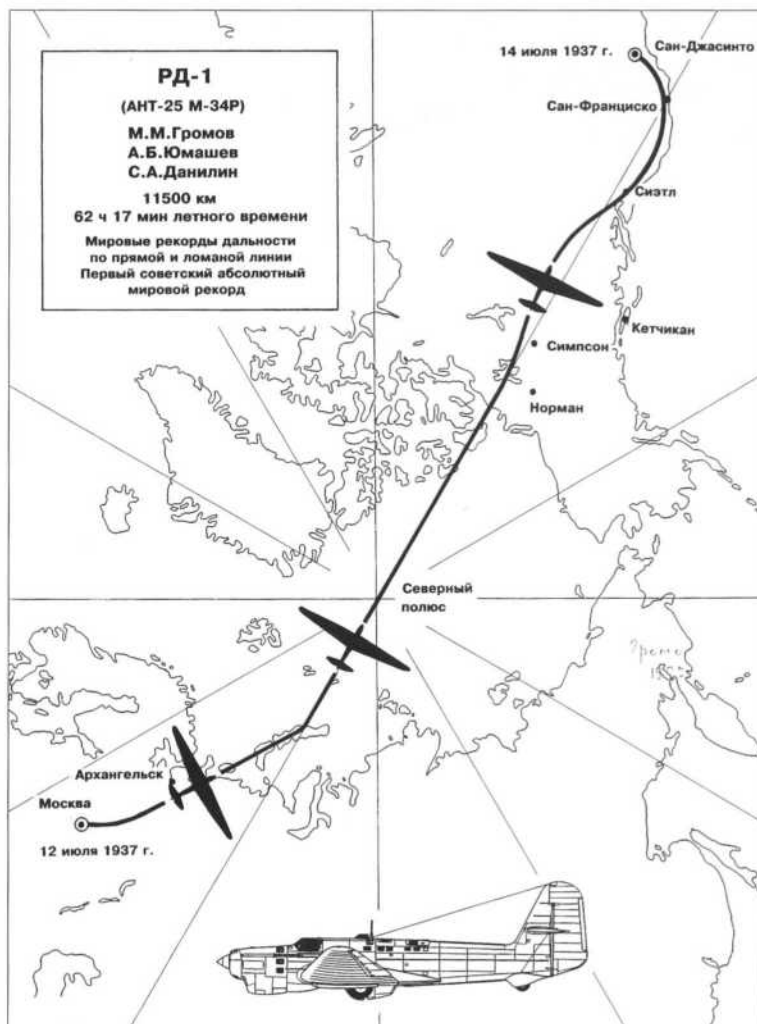 РД-1
(АНТ-25 М-34Р)
М.М.Громов
А.Б.Юмашев
С.А.Данилин
11500 км
62 ч 17 мин летного времени
Мировые рекорды дальности
по прямой и ломаной линии
Первый советский абсолютный
мировой рекорд
14 июля 1937 г.
Сан-Джасинто
Сан-Франциско
Сиэтл
Кетчикан
Симпсон
Норман
Северный
полюс
Архангельск
Москва
12 июля 1937 г.